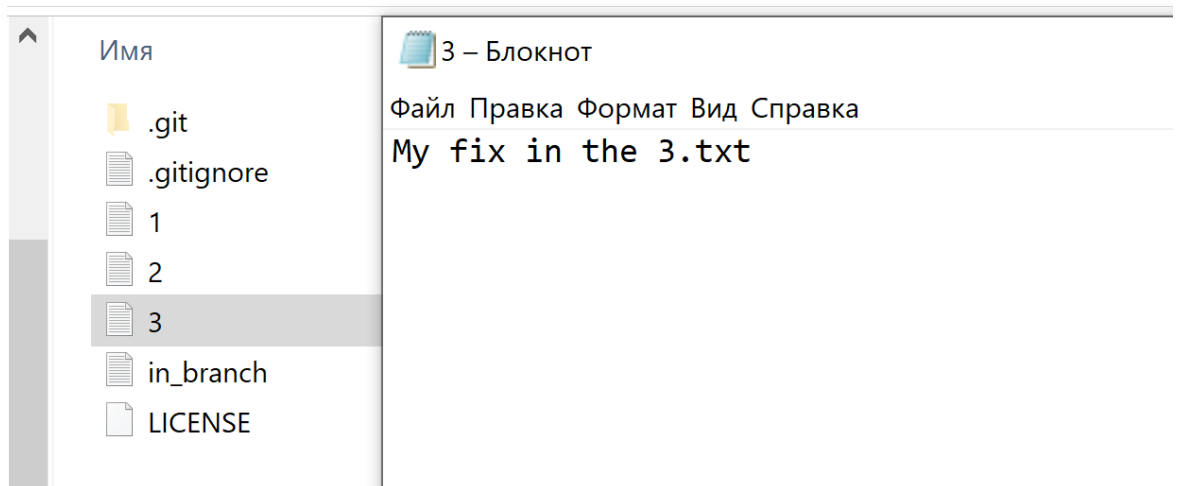 Имя
.git
.gitignore
1
2
3
in_branch
LICENSE
3 – Блокнот
Файл Правка Формат Вид Справка
My fix in the 3.txt